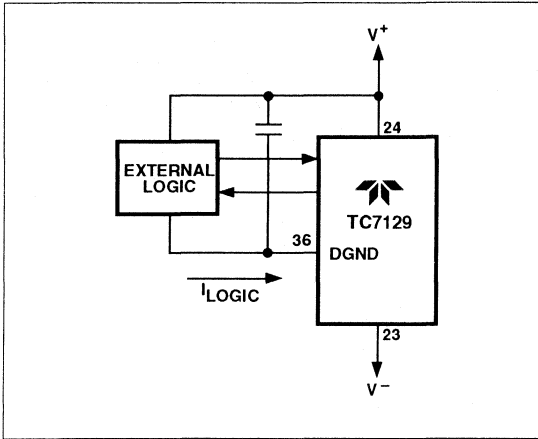 V+
24
EXTERNAL
LOGIC
TC7129
36
DGND
ILOGIC
23
V−